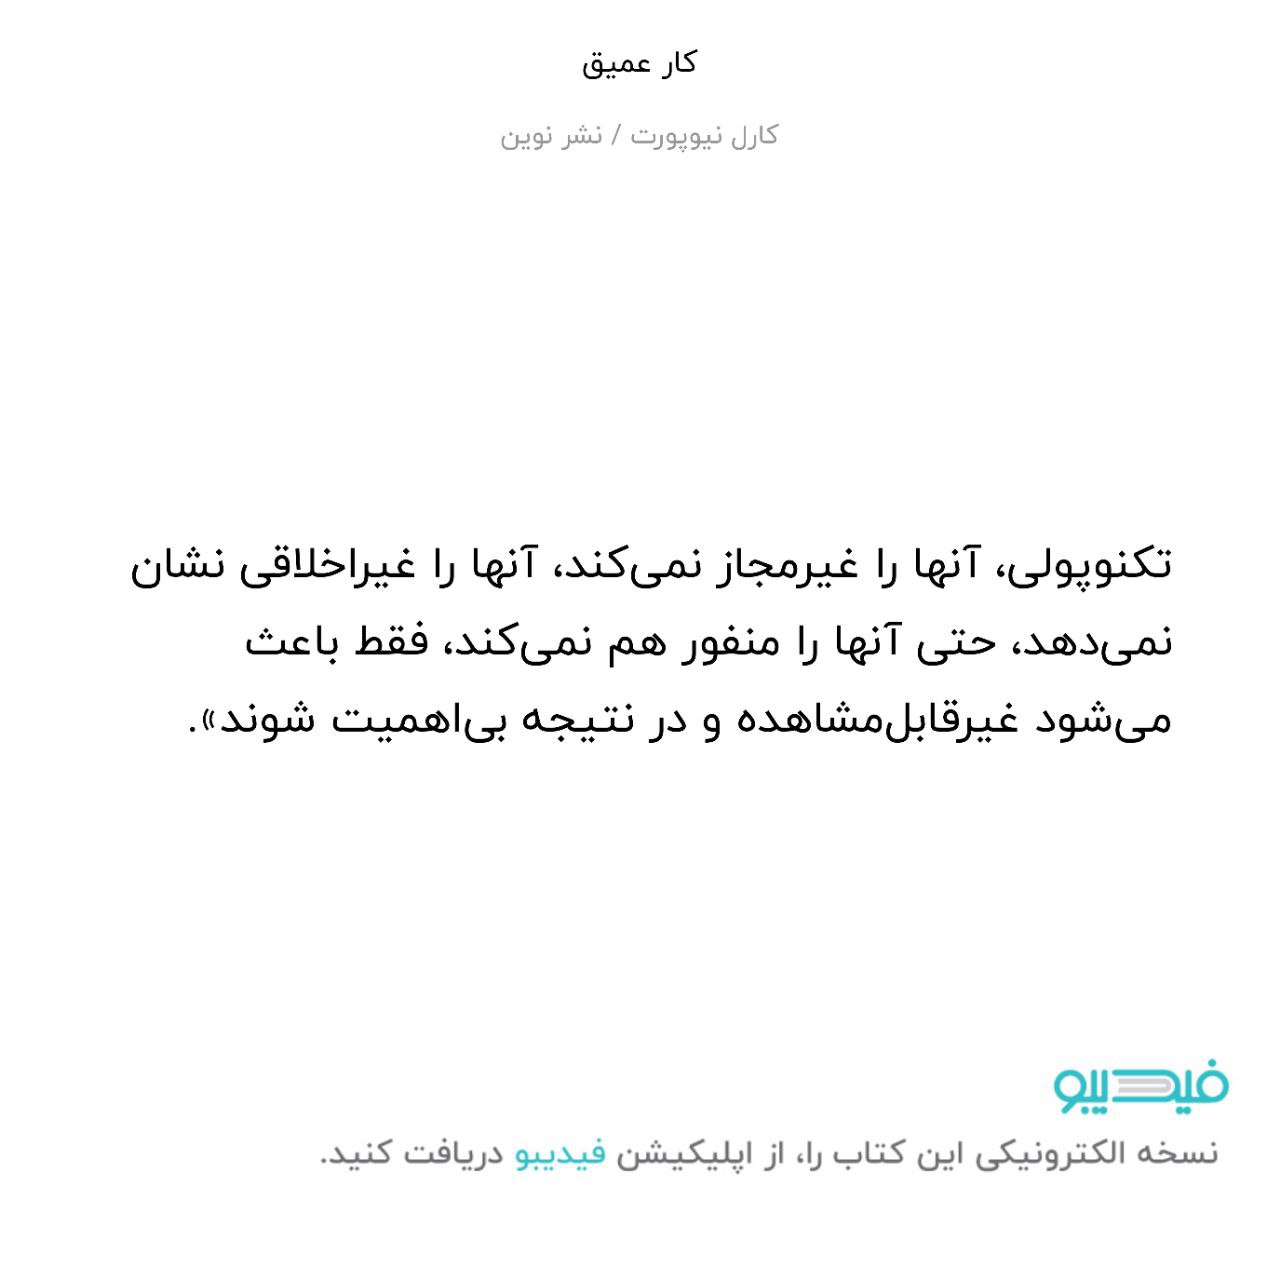 کار عمیق
کارل نیوپورت / نشر نوین
تکنوپولی، آنها را غیرمجاز نمی‌کند، آنها را غیراخلاقی نشان
نمی‌دهد، حتی آنها را منفور هم نمی‌کند، فقط باعث
می‌شود غیرقابل‌مشاهده و در نتیجه بی‌اهمیت شوند».
فیدیبو
نسخه الکترونیکی این کتاب را، از اپلیکیشن فیدیبو دریافت کنید.